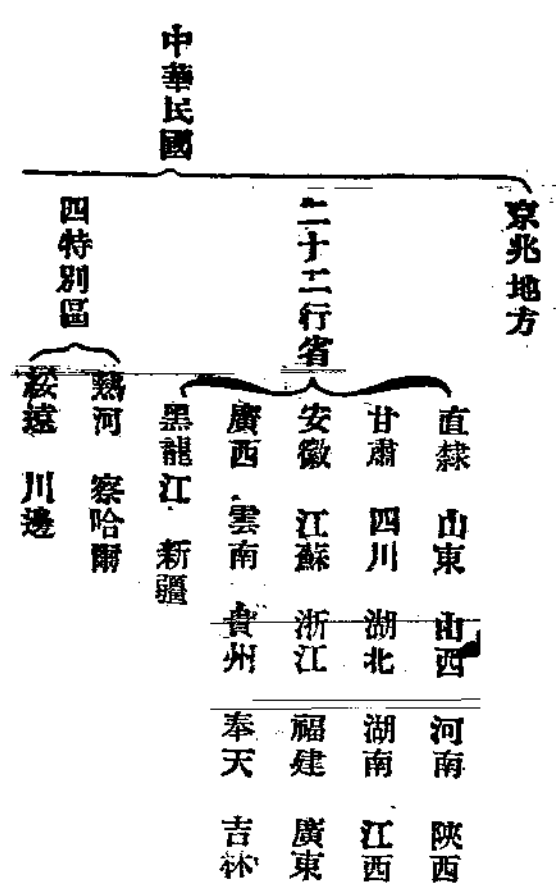 中華民國
京兆地方
二十二行省
直隸 山東 山西 河南 陝西
甘肅 四川 湖北 湖南 江西
安徽 江蘇 浙江 福建 廣東
廣西 雲南 貴州 奉天 吉林
黑龍江 新疆
四特別區
熱河 察哈爾
綏遠 川邊